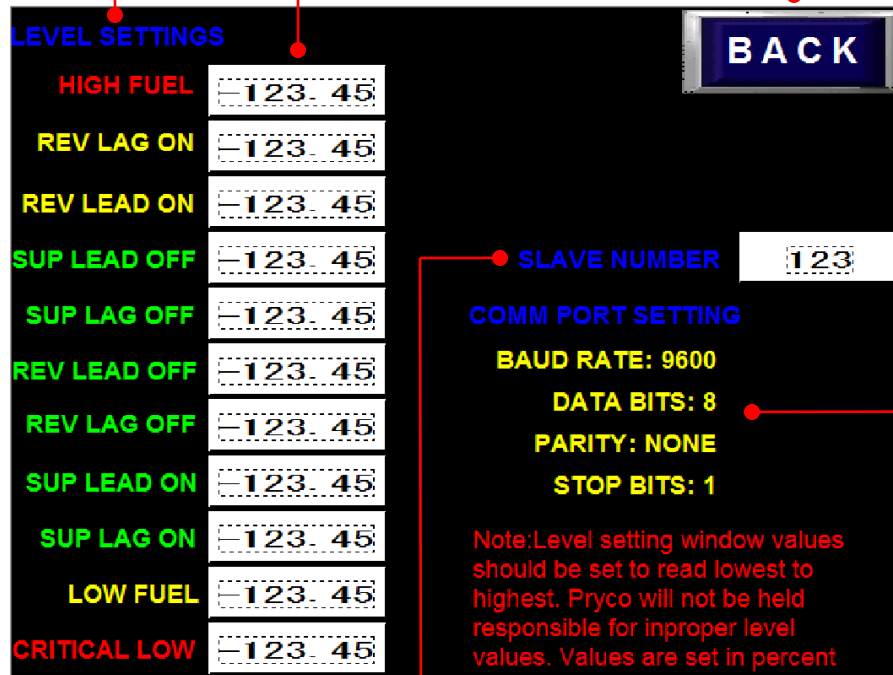 LEVEL SETTINGS
BACK
HIGH FUEL -123.45
REV LAG ON -123.45
REV LEAD ON -123.45
SUP LEAD OFF -123.45
SUP LAG OFF -123.45
REV LEAD OFF -123.45
REV LAG OFF -123.45
SUP LEAD ON -123.45
SUP LAG ON -123.45
LOW FUEL -123.45
CRITICAL LOW -123.45
SLAVE NUMBER 123
COMM PORT SETTING
BAUD RATE: 9600
DATA BITS: 8
PARITY: NONE
STOP BITS: 1
Note:Level setting window values
should be set to read lowest to
highest. Pryco will not be held
responsible for inproper level
values. Values are set in percent